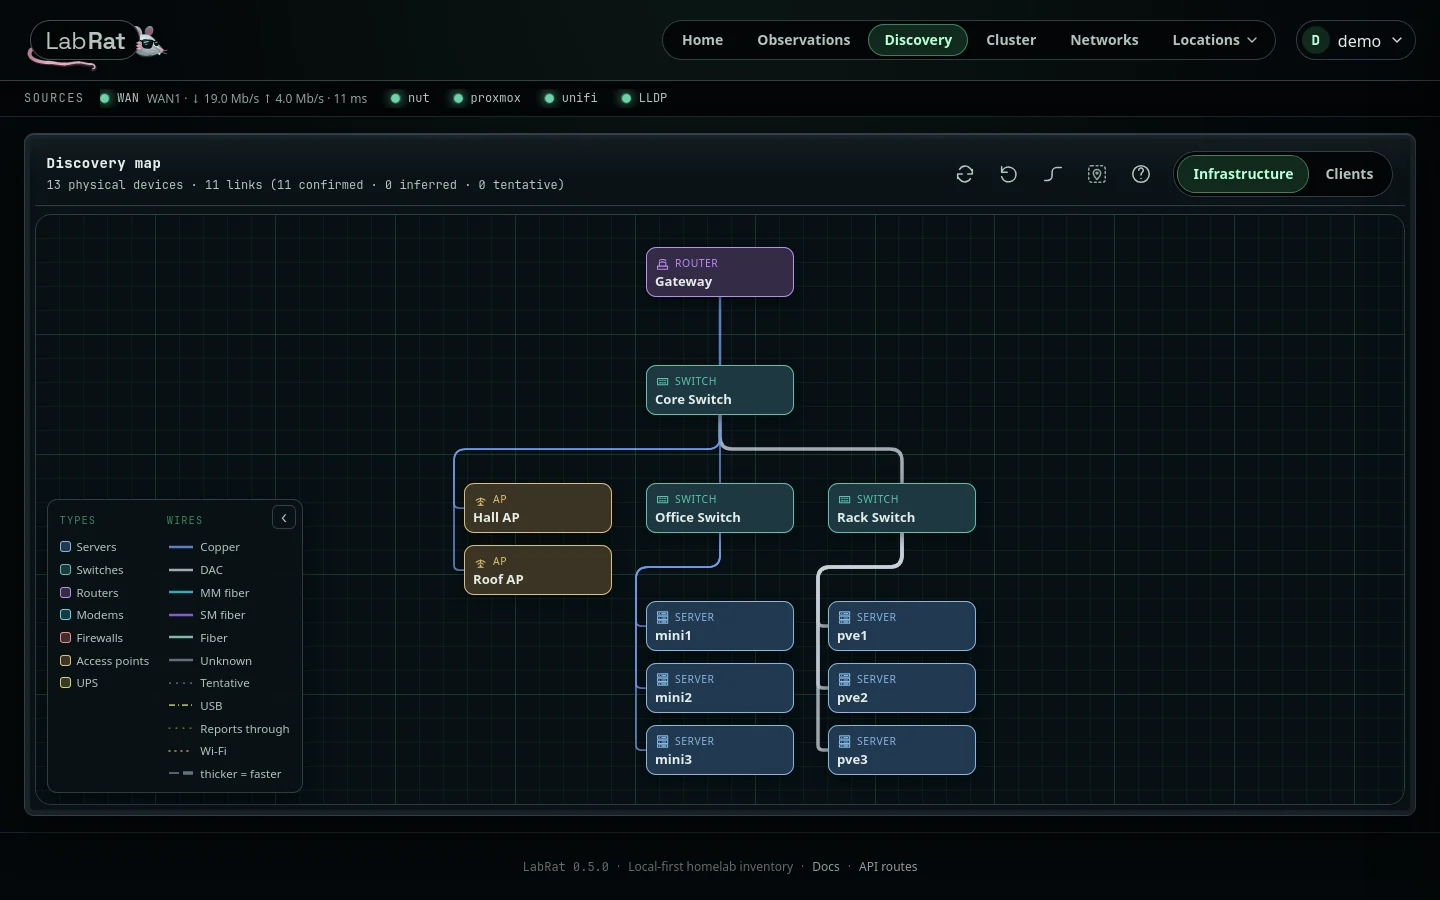 LabRat
Home Observations Discovery Cluster Networks Locations
D demo
SOURCES WAN WAN1 · ↓ 19.0 Mb/s ↑ 4.0 Mb/s · 11 ms nut proxmox unifi LLDP
Discovery map
13 physical devices · 11 links (11 confirmed · 0 inferred · 0 tentative)
Infrastructure Clients
ROUTER
Gateway
SWITCH
Core Switch
AP
Hall AP
SWITCH
Office Switch
SWITCH
Rack Switch
AP
Roof AP
SERVER
mini1
SERVER
pve1
SERVER
mini2
SERVER
pve2
SERVER
mini3
SERVER
pve3
TYPES
Servers
Switches
Routers
Modems
Firewalls
Access points
UPS
WIRES
Copper
DAC
MM fiber
SM fiber
Fiber
Unknown
Tentative
USB
Reports through
Wi-Fi
thicker = faster
LabRat 0.5.0 · Local-first homelab inventory · Docs · API routes